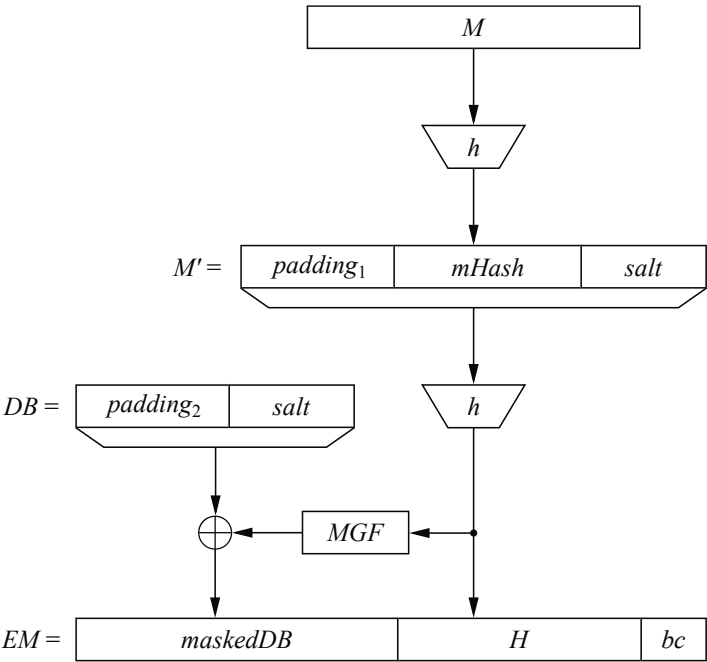 M
h
M' = padding₁ mHash salt
DB = padding₂ salt
h
MGF
EM = maskedDB H bc